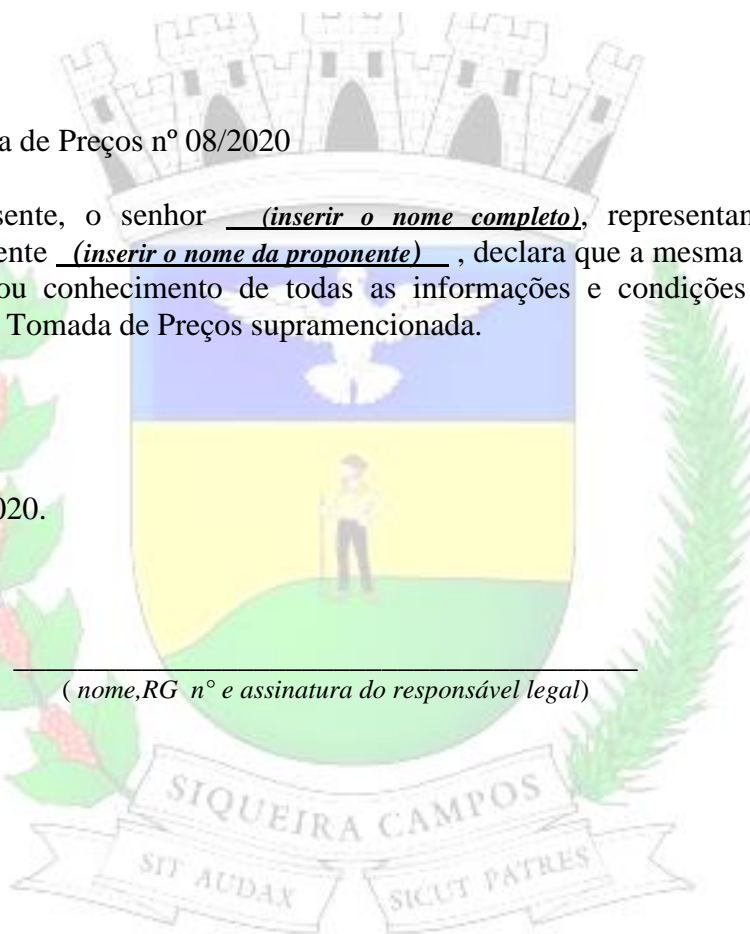 a de Preços nº 08/2020
sente, o senhor (inserir o nome completo), representan
ente (inserir o nome da proponente) , declara que a mesma
ou conhecimento de todas as informações e condições
Tomada de Preços supramencionada.
020.
( nome,RG n° e assinatura do responsável legal)
SIQUEIRA CAMPOS
SIT AUDAX SICUT PATRES